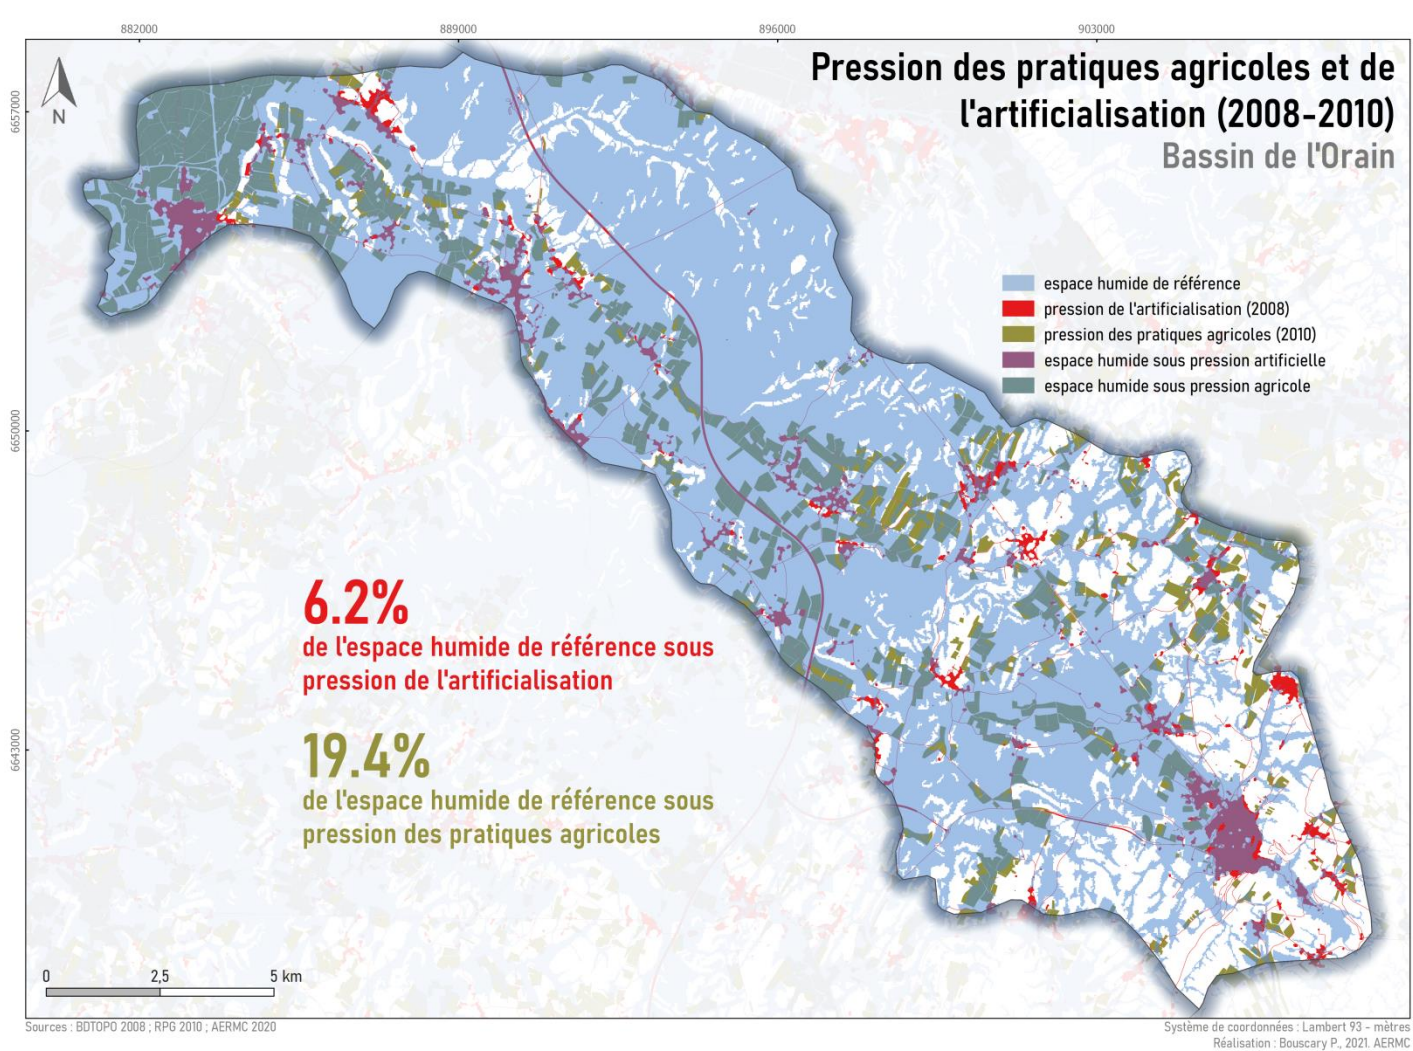 882000
889000
896000
903000
Pression des pratiques agricoles et de
l'artificialisation (2008-2010)
Bassin de l'Orain
N
6657000
6650000
6643000
espace humide de référence
pression de l'artificialisation (2008)
pression des pratiques agricoles (2010)
espace humide sous pression artificielle
espace humide sous pression agricole
6.2%
de l'espace humide de référence sous
pression de l'artificialisation
19.4%
de l'espace humide de référence sous
pression des pratiques agricoles
0
2,5
5 km
Sources : BDTOPO 2008 ; RPG 2010 ; AERMC 2020
Système de coordonnées : Lambert 93 - mètres
Réalisation : Bouscary P., 2021. AERMC